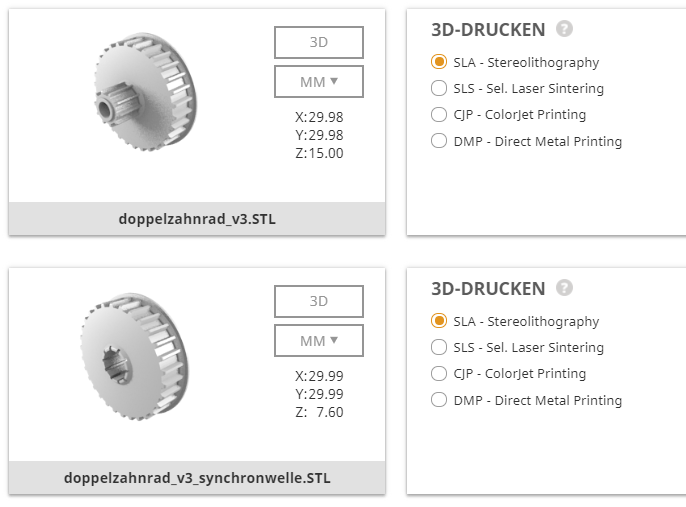 3D
MM ▼
X:29.98
Y:29.98
Z:15.00
doppelzahnrad_v3.STL
3D-DRUCKEN ?
SLA - Stereolithography
SLS - Sel. Laser Sintering
CJP - ColorJet Printing
DMP - Direct Metal Printing
3D
MM ▼
X:29.99
Y:29.99
Z: 7.60
doppelzahnrad_v3_synchronwelle.STL
3D-DRUCKEN ?
SLA - Stereolithography
SLS - Sel. Laser Sintering
CJP - ColorJet Printing
DMP - Direct Metal Printing